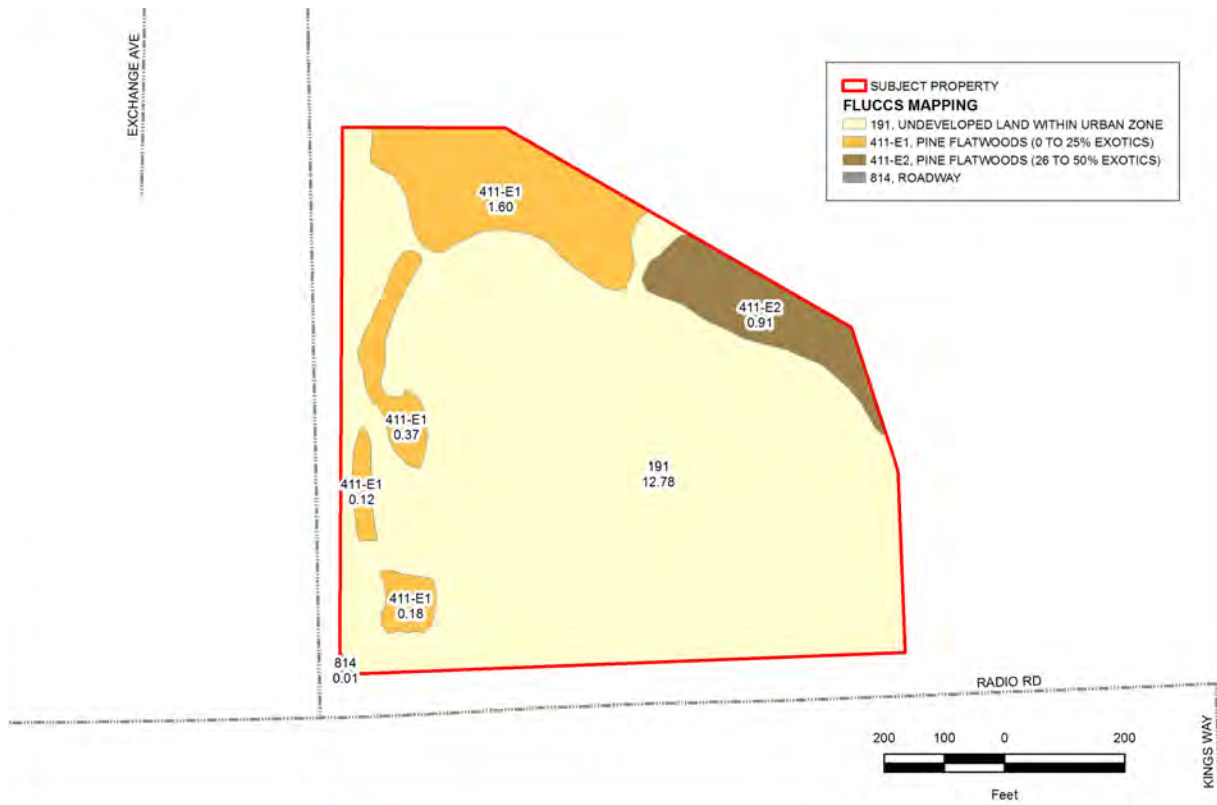 EXCHANGE AVE
SUBJECT PROPERTY
FLUCCS MAPPING
191, UNDEVELOPED LAND WITHIN URBAN ZONE
411-E1, PINE FLATWOODS (0 TO 25% EXOTICS)
411-E2, PINE FLATWOODS (26 TO 50% EXOTICS)
814, ROADWAY
411-E1
1.60
411-E2
0.91
411-E1
0.37
191
12.78
411-E1
0.12
411-E1
0.18
814
0.01
RADIO RD
KINGS WAY
200 100 0 200
Feet